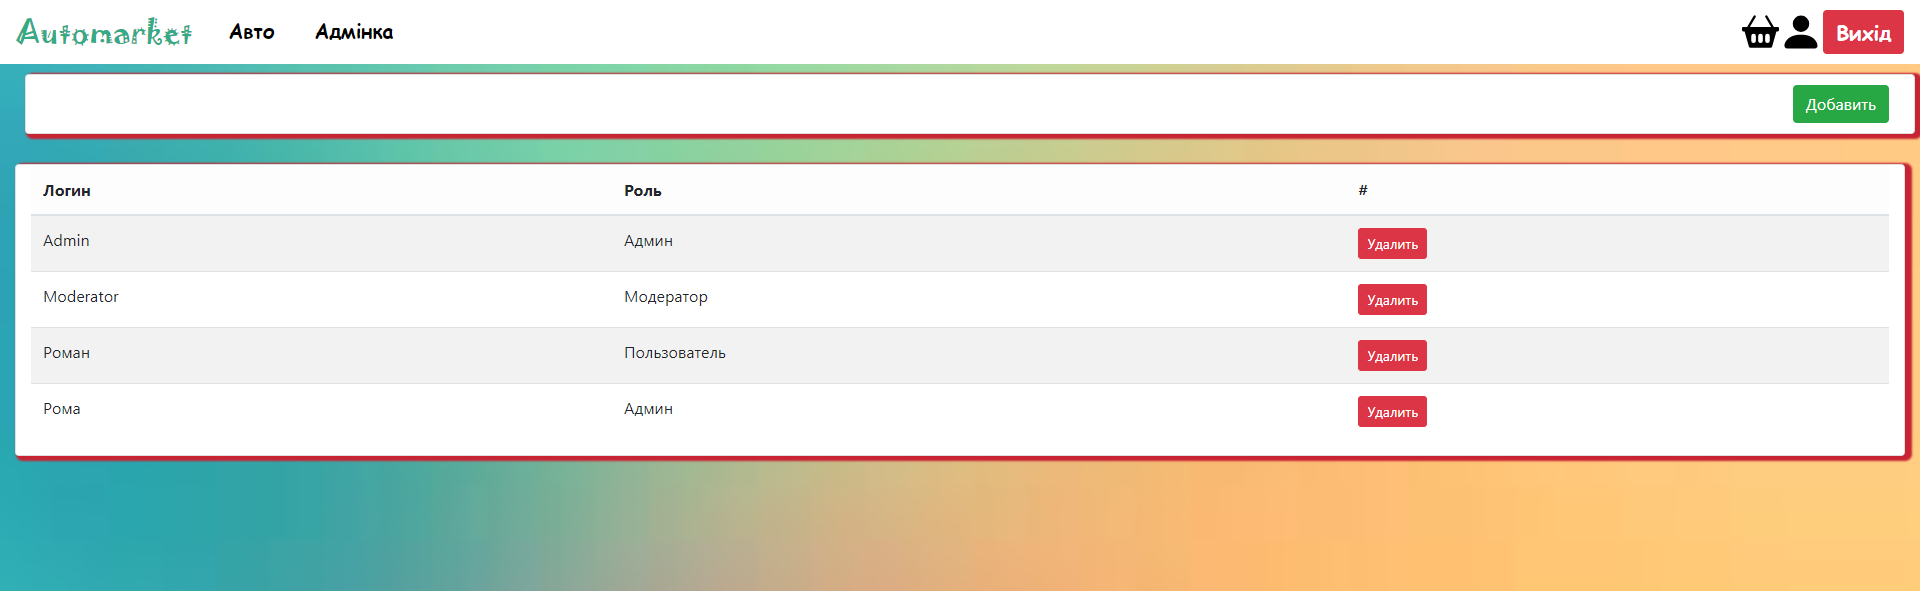 Automarket Авто Адмінка Вихід
Добавить
Логин Роль #
Admin Админ Удалить
Moderator Модератор Удалить
Роман Пользователь Удалить
Рома Админ Удалить